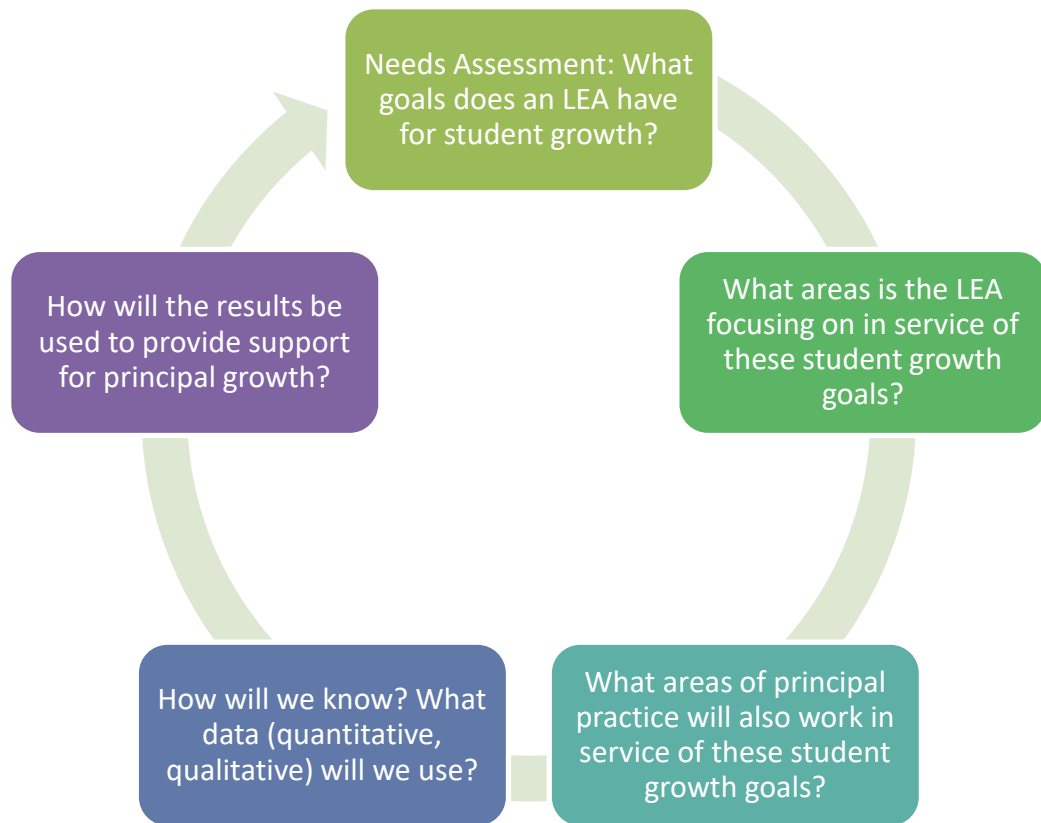 Needs Assessment: What
goals does an LEA have
for student growth?
What areas is the LEA
focusing on in service of
these student growth
goals?
What areas of principal
practice will also work in
service of these student
growth goals?
How will we know? What
data (quantitative,
qualitative) will we use?
How will the results be
used to provide support
for principal growth?